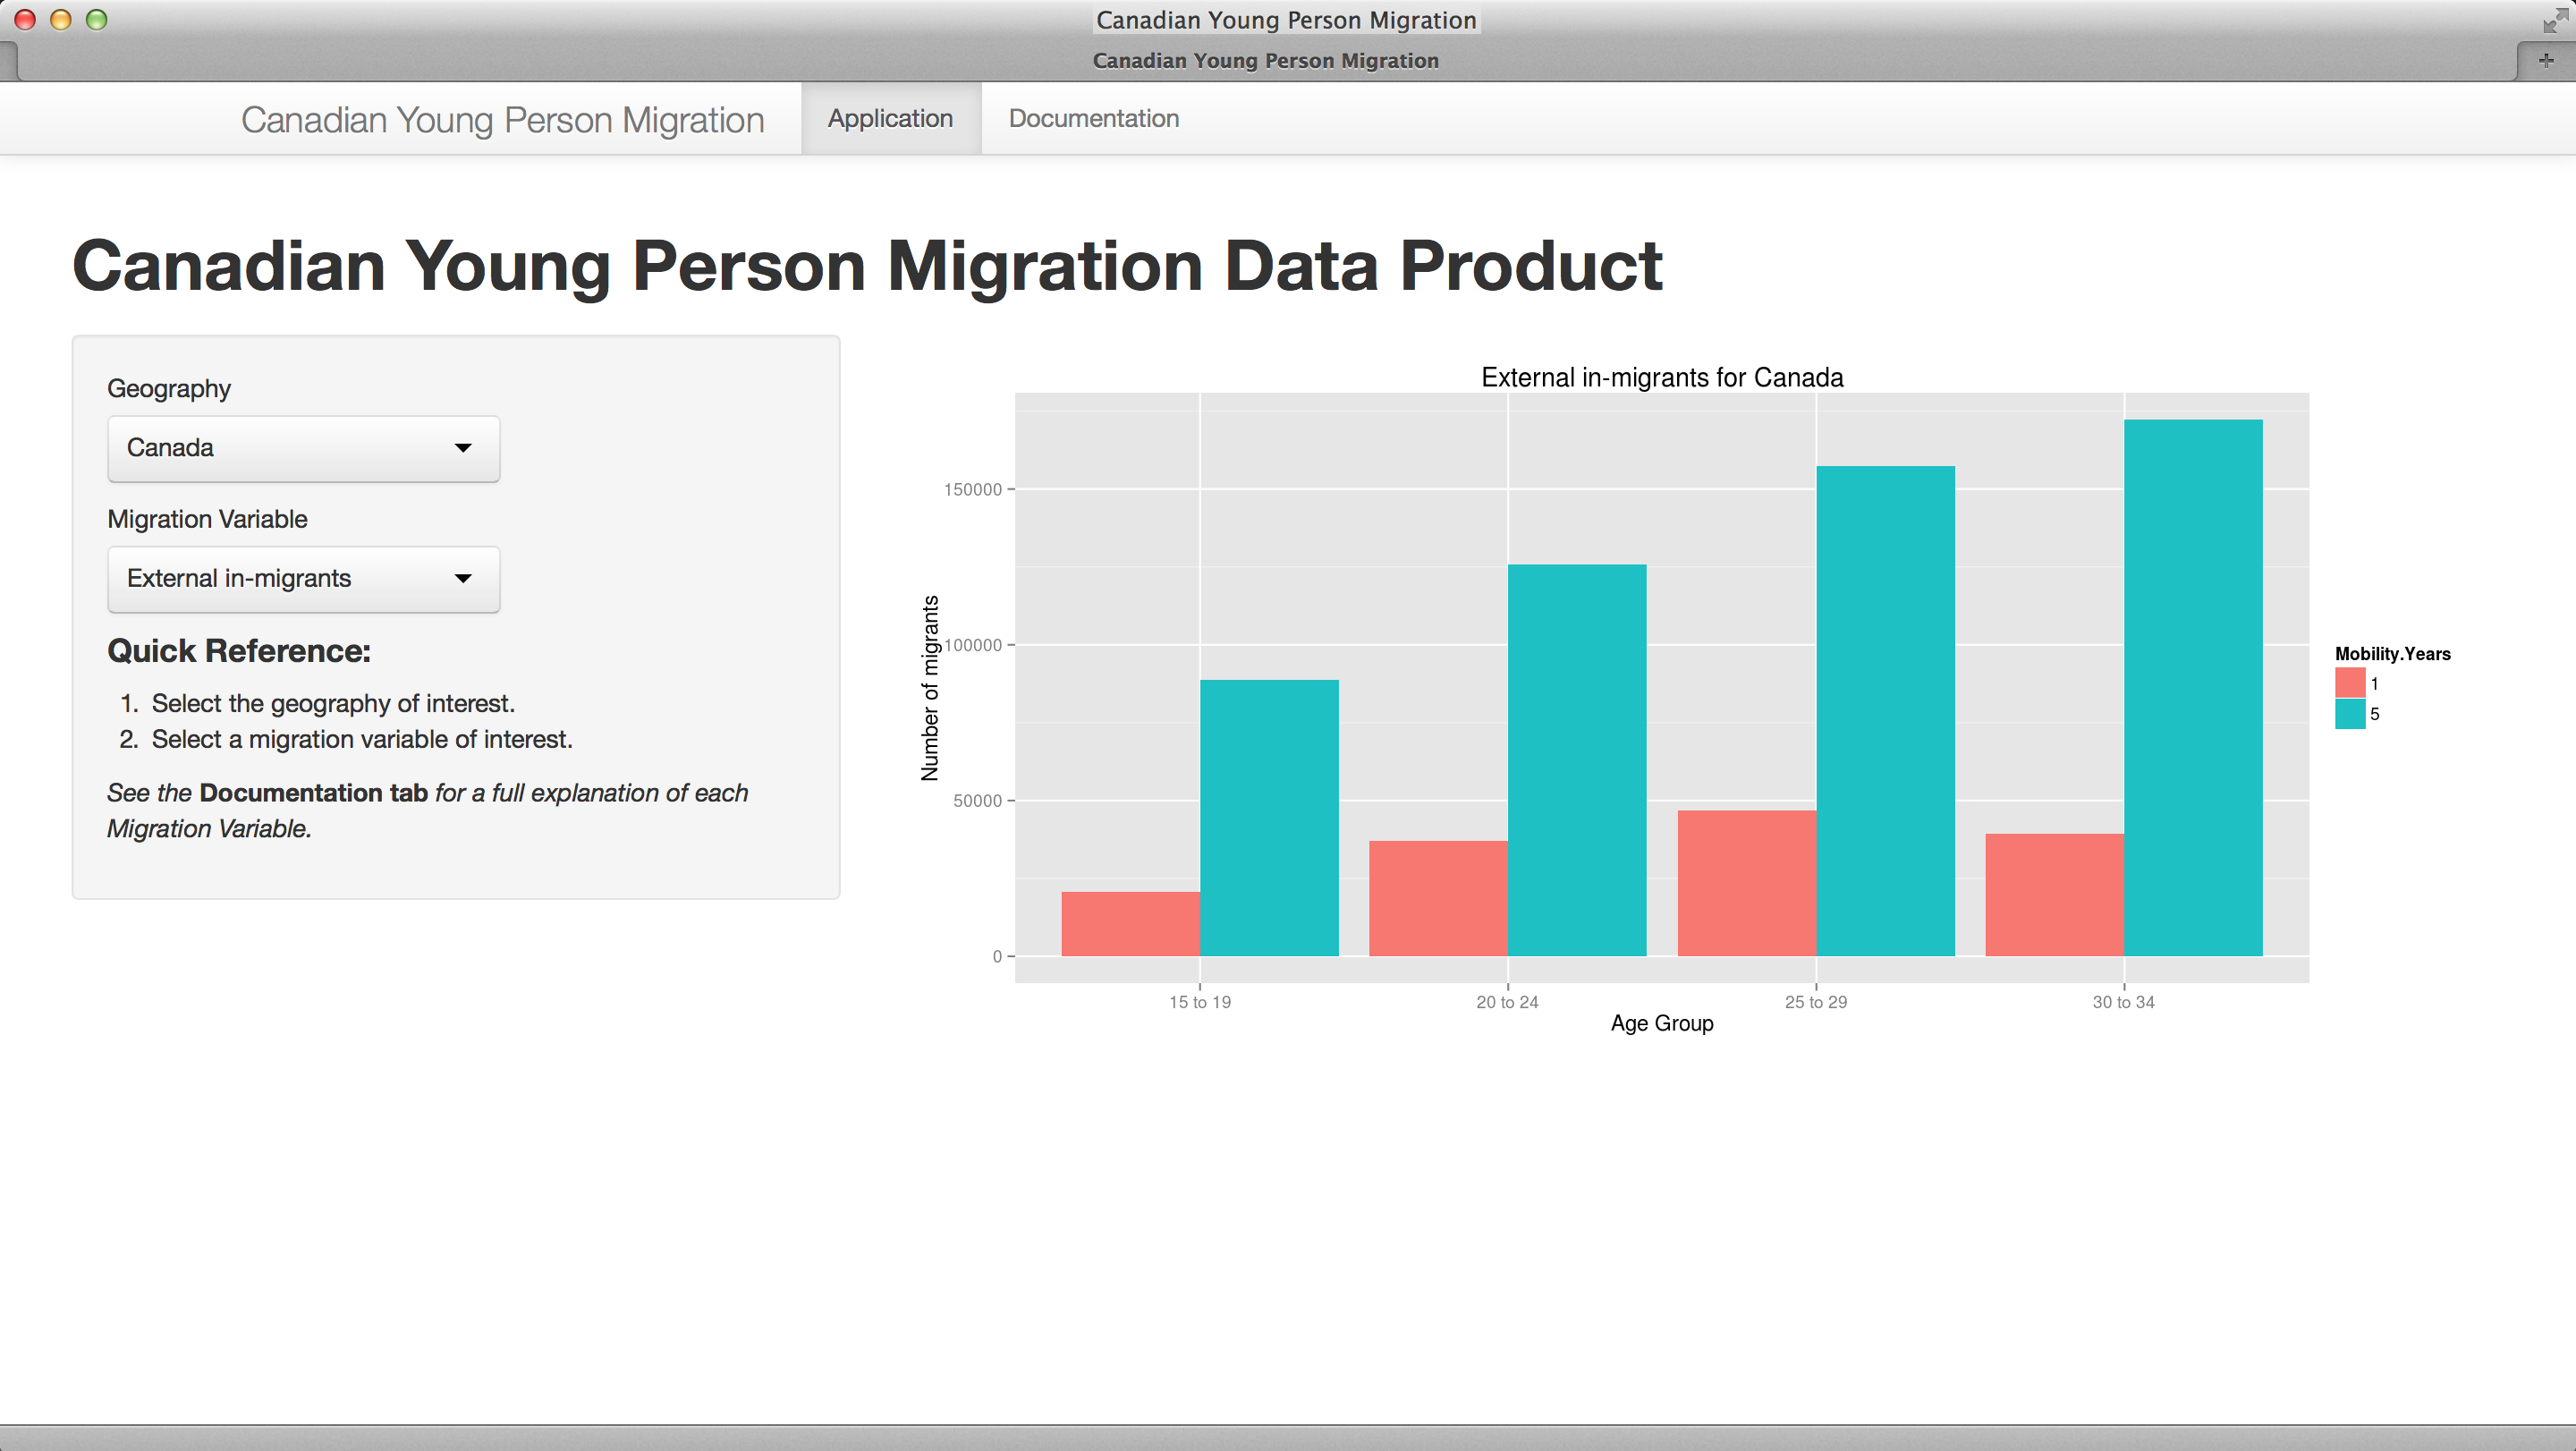 Canadian Young Person Migration
Canadian Young Person Migration
Canadian Young Person Migration
Application
Documentation
Canadian Young Person Migration Data Product
Geography
Canada
Migration Variable
External in-migrants
Quick Reference:
1. Select the geography of interest.
2. Select a migration variable of interest.
See the Documentation tab for a full explanation of each
Migration Variable.
External in-migrants for Canada
Number of migrants
150000
100000
50000
0
15 to 19
20 to 24
25 to 29
30 to 34
Age Group
Mobility.Years
1
5